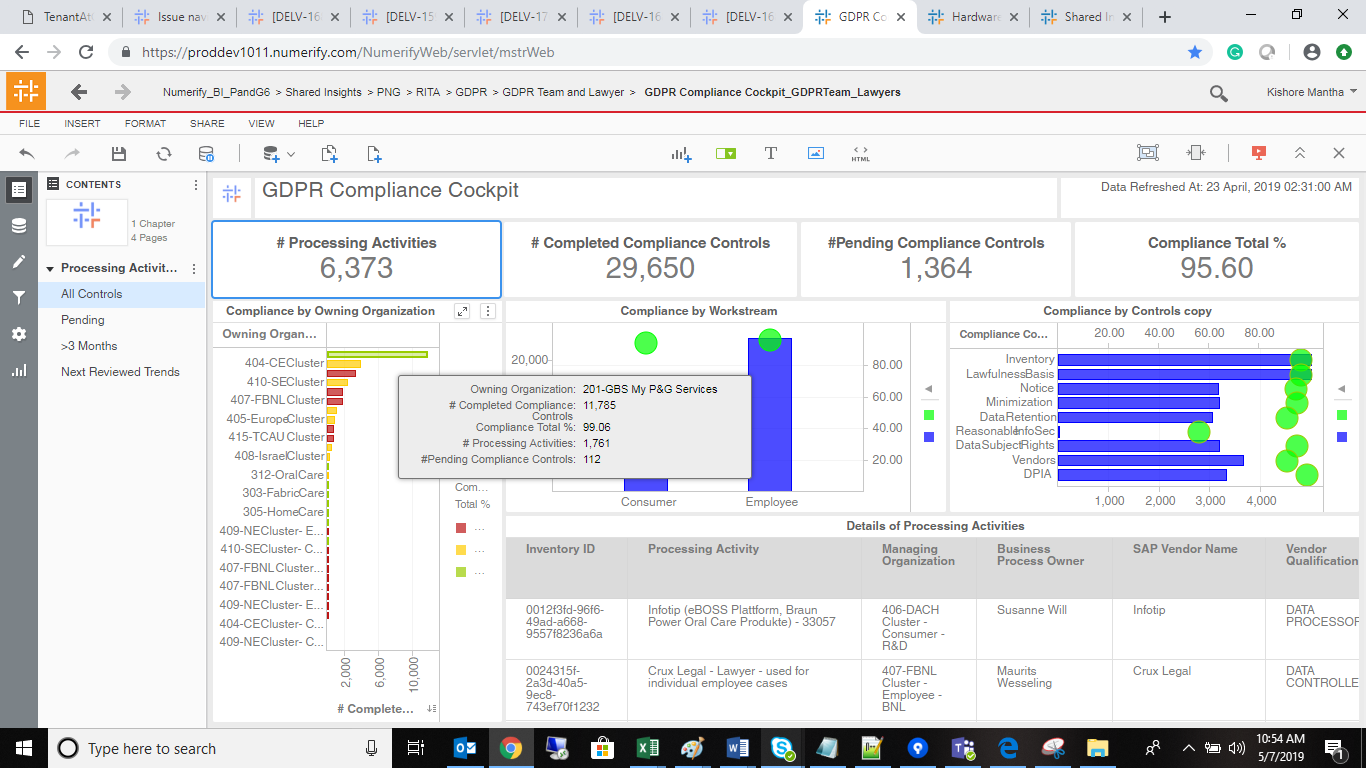 TenantAt
Issue nav
[DELV-16
[DELV-15
[DELV-17
[DELV-16
[DELV-16
GDPR Co
Hardware
Shared In
https://proddev1011.numerify.com/NumerifyWeb/servlet/mstrWeb
Numerify_BI_PandG6 > Shared Insights > PNG > RITA > GDPR > GDPR Team and Lawyer > GDPR Compliance Cockpit_GDPRTeam_Lawyers
Kishore Mantha
FILE INSERT FORMAT SHARE VIEW HELP
T
HTML
CONTENTS
1 Chapter
4 Pages
Processing Activit...
All Controls
Pending
>3 Months
Next Reviewed Trends
GDPR Compliance Cockpit
Data Refreshed At: 23 April, 2019 02:31:00 AM
# Processing Activities
6,373
# Completed Compliance Controls
29,650
#Pending Compliance Controls
1,364
Compliance Total %
95.60
Compliance by Owning Organization
Owning Organ...
404-CECluster
410-SECluster
407-FBNLCluster
405-EuropeCluster
415-TCAU Cluster
408-IsraelCluster
312-OralCare
303-FabricCare
305-HomeCare
409-NECluster- E...
410-SECluster- C...
407-FBNLCluster...
407-FBNLCluster...
409-NECluster- E...
404-CECluster- C...
409-NECluster- C...
2,000
6,000
10,000
# Complete...
Com...
Total %
...
...
...
Owning Organization: 201-GBS My P&G Services
# Completed Compliance Controls: 11,785
Compliance Total %: 99.06
# Processing Activities: 1,761
#Pending Compliance Controls: 112
Compliance by Workstream
20,000
80.00
60.00
40.00
20.00
Consumer
Employee
Compliance by Controls copy
Compliance Co...
20.00 40.00 60.00 80.00
Inventory
LawfulnessBasis
Notice
Minimization
DataRetention
ReasonableInfoSec
DataSubjectRights
Vendors
DPIA
1,000 2,000 3,000 4,000
Details of Processing Activities
Inventory ID
Processing Activity
Managing
Organization
Business
Process Owner
SAP Vendor Name
Vendor
Qualification
0012f3fd-96f6-
49ad-a668-
9557f8236a6a
Infotip (eBOSS Plattform, Braun
Power Oral Care Produkte) - 33057
406-DACH
Cluster -
Consumer -
R&D
Susanne Will
Infotip
DATA
PROCESSOR
0024315f-
2a3d-40a5-
9ec8-
743ef70f1232
Crux Legal - Lawyer - used for
individual employee cases
407-FBNL
Cluster -
Employee -
BNL
Maurits
Wesseling
Crux Legal
DATA
CONTROLLE
Type here to search
10:54 AM
5/7/2019
1